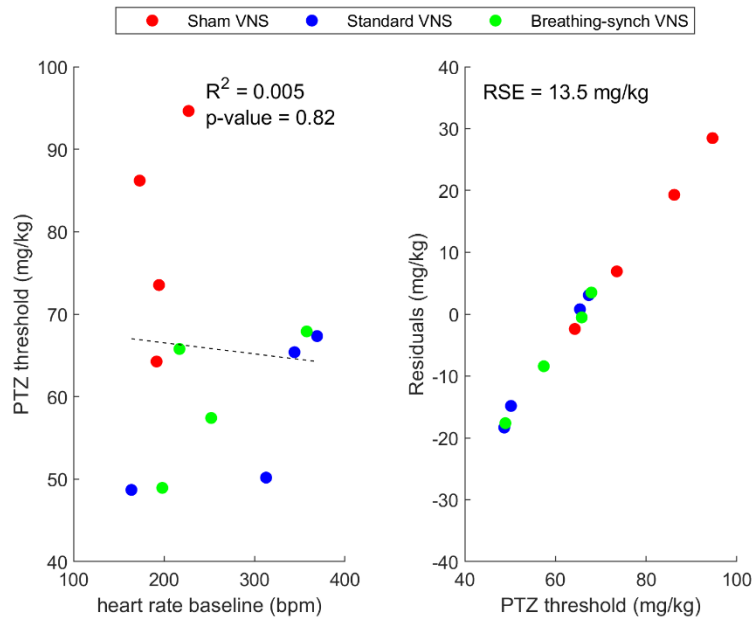 Sham VNS Standard VNS Breathing-synch VNS
R² = 0.005
p-value = 0.82
PTZ threshold (mg/kg)
100
90
80
70
60
50
40
100 200 300 400
heart rate baseline (bpm)
RSE = 13.5 mg/kg
Residuals (mg/kg)
40
30
20
10
0
-10
-20
-30
-40
40 60 80 100
PTZ threshold (mg/kg)